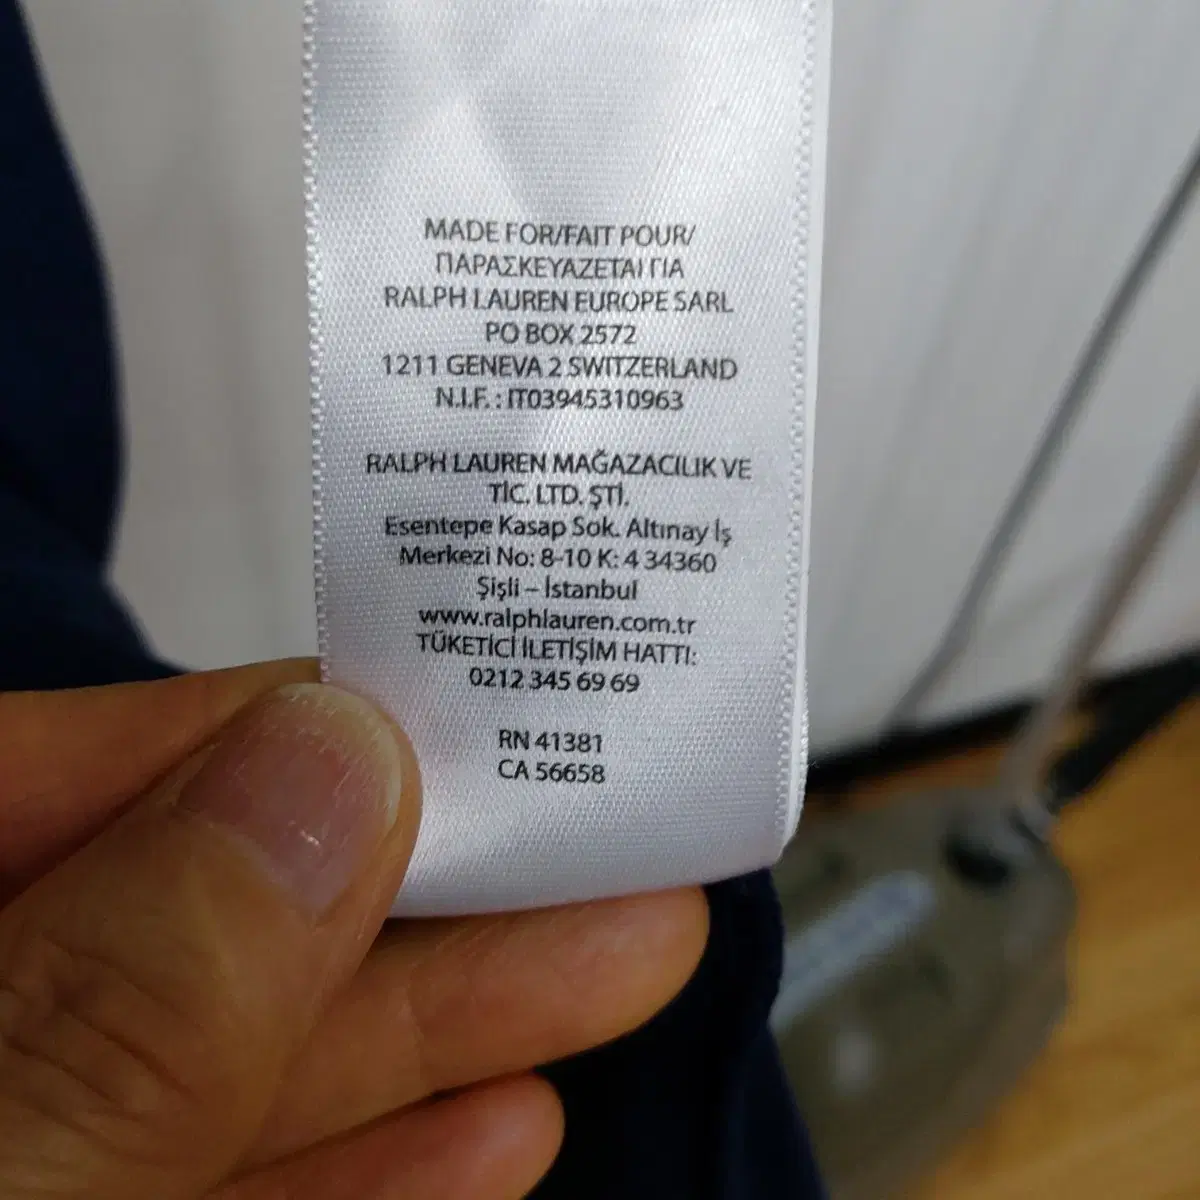 MADE FOR/FAIT POUR/
ΠΑΡΑΣΚΕΥΑΖΕΤΑΙ ΓΙΑ
RALPH LAUREN EUROPE SARL
PO BOX 2572
1211 GENEVA 2 SWITZERLAND
N.I.F. : IT03945310963
RALPH LAUREN MAĞAZACILIK VE
TİC. LTD. ŞTİ.
Esentepe Kasap Sok. Altınay İş
Merkezi No: 8-10 K: 4 34360
Şişli – İstanbul
www.ralphlauren.com.tr
TÜKETİCİ İLETİŞİM HATTI:
0212 345 69 69
RN 41381
CA 56658